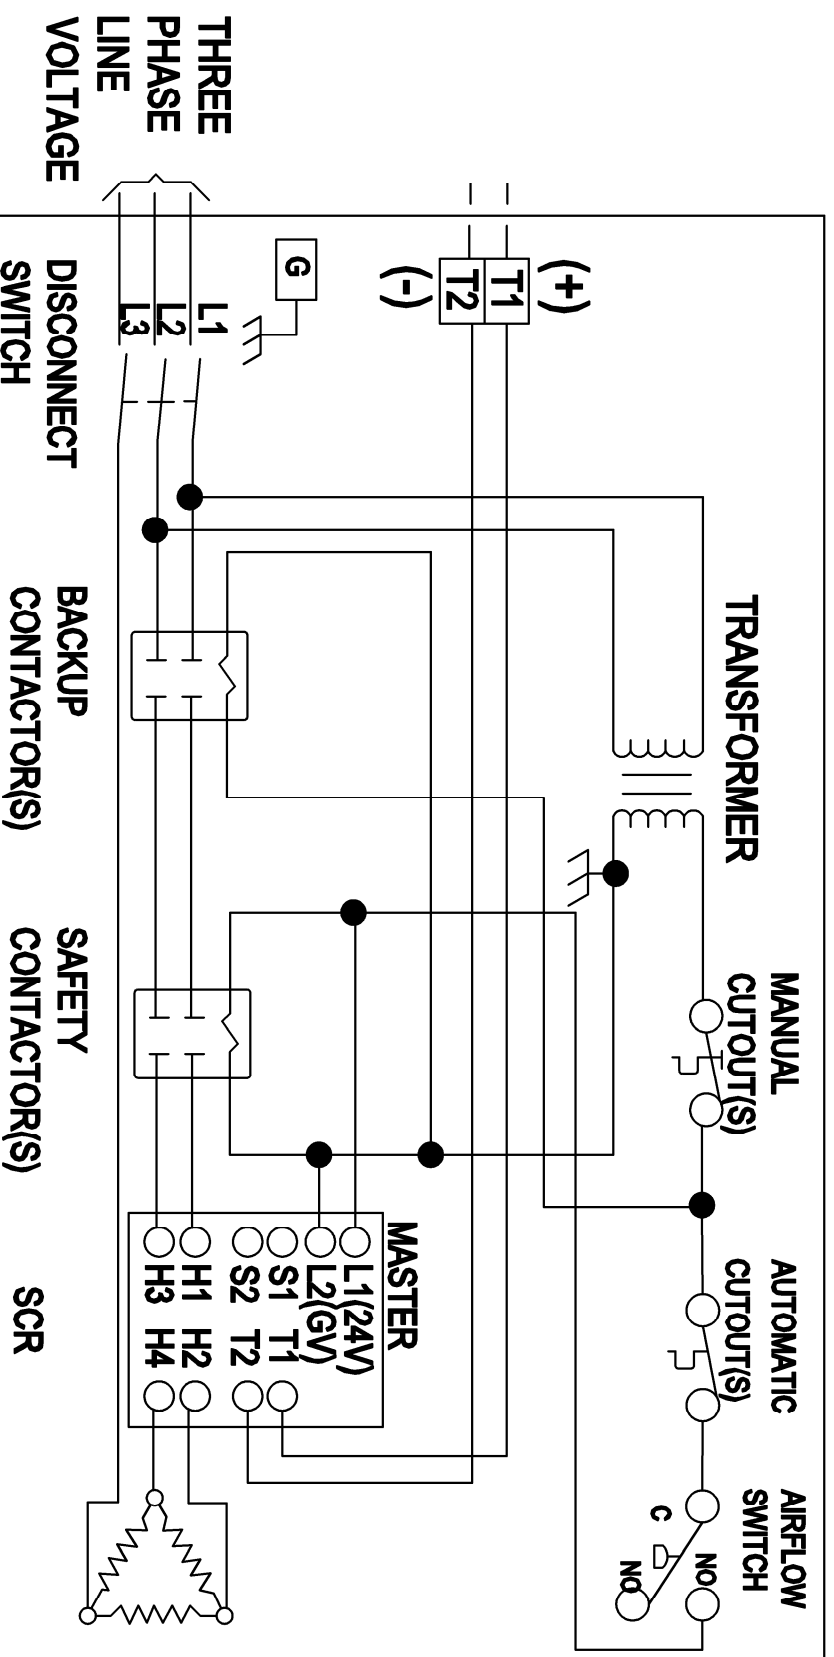 THREE
PHASE
LINE
VOLTAGE
(+)
T1
T2
(-)
G
L1
L2
L3
DISCONNECT
SWITCH
TRANSFORMER
BACKUP
CONTACTOR(S)
MANUAL
CUTOUT(S)
SAFETY
CONTACTOR(S)
AUTOMATIC
CUTOUT(S)
MASTER
L1(24V)
L2(GV)
S1 T1
S2 T2
H1 H2
H3 H4
SCR
AIRFLOW
SWITCH
C
NO
NO